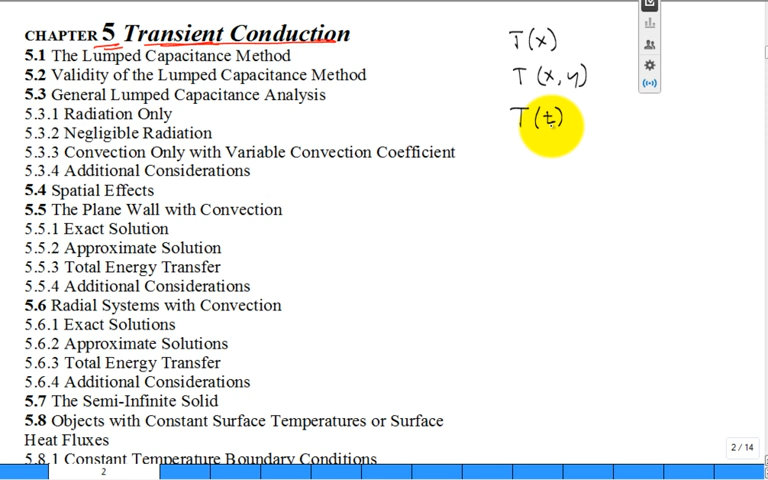 CHAPTER 5 Transient Conduction
5.1 The Lumped Capacitance Method
5.2 Validity of the Lumped Capacitance Method
5.3 General Lumped Capacitance Analysis
5.3.1 Radiation Only
5.3.2 Negligible Radiation
5.3.3 Convection Only with Variable Convection Coefficient
5.3.4 Additional Considerations
5.4 Spatial Effects
5.5 The Plane Wall with Convection
5.5.1 Exact Solution
5.5.2 Approximate Solution
5.5.3 Total Energy Transfer
5.5.4 Additional Considerations
5.6 Radial Systems with Convection
5.6.1 Exact Solutions
5.6.2 Approximate Solutions
5.6.3 Total Energy Transfer
5.6.4 Additional Considerations
5.7 The Semi-Infinite Solid
5.8 Objects with Constant Surface Temperatures or Surface
Heat Fluxes
5.8.1 Constant Temperature Boundary Conditions
T(x)
T(x,y)
T(t)
2 / 14
2